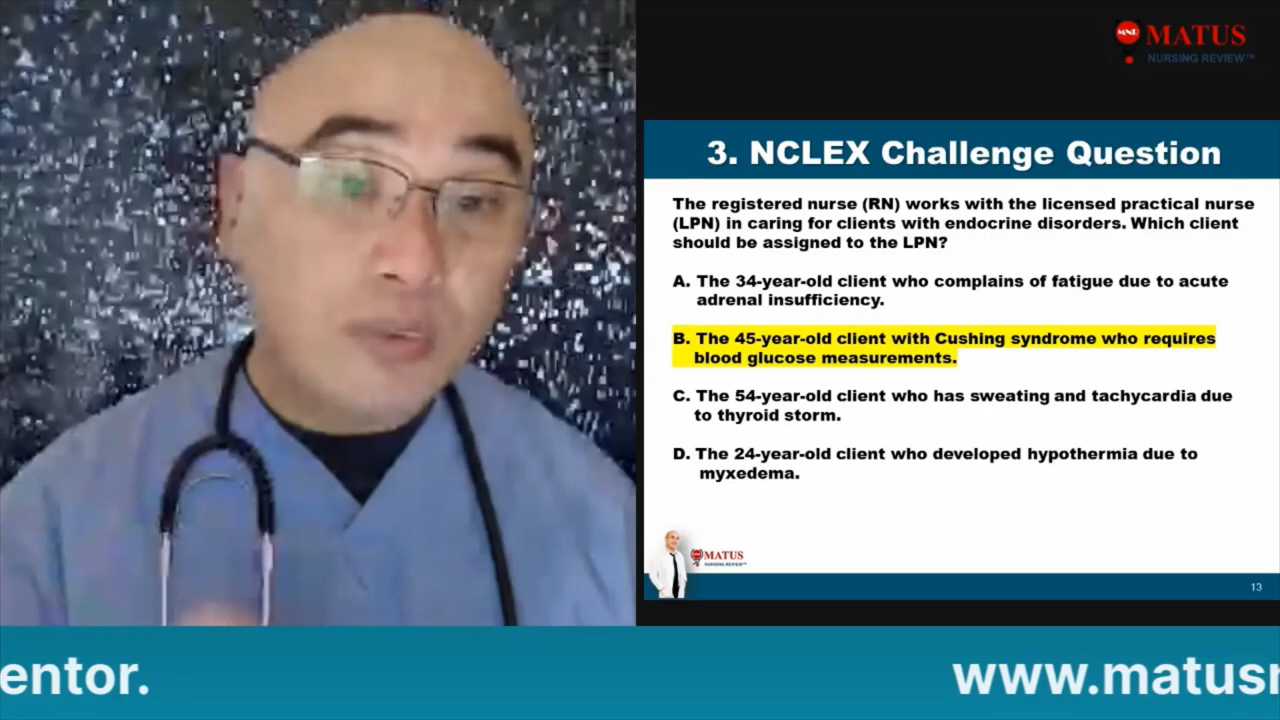 MNR MATUS
NURSING REVIEW™
3. NCLEX Challenge Question
The registered nurse (RN) works with the licensed practical nurse
(LPN) in caring for clients with endocrine disorders. Which client
should be assigned to the LPN?
A. The 34-year-old client who complains of fatigue due to acute
adrenal insufficiency.
B. The 45-year-old client with Cushing syndrome who requires
blood glucose measurements.
C. The 54-year-old client who has sweating and tachycardia due
to thyroid storm.
D. The 24-year-old client who developed hypothermia due to
myxedema.
MATUS
NURSING REVIEW™
13
entor.
www.matusn